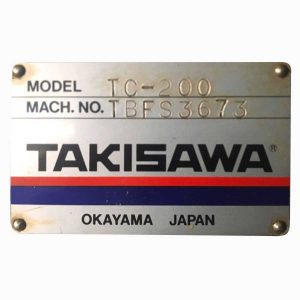 MODEL TC-200
MACH. NO. TBFS3673
TAKISAWA
OKAYAMA JAPAN